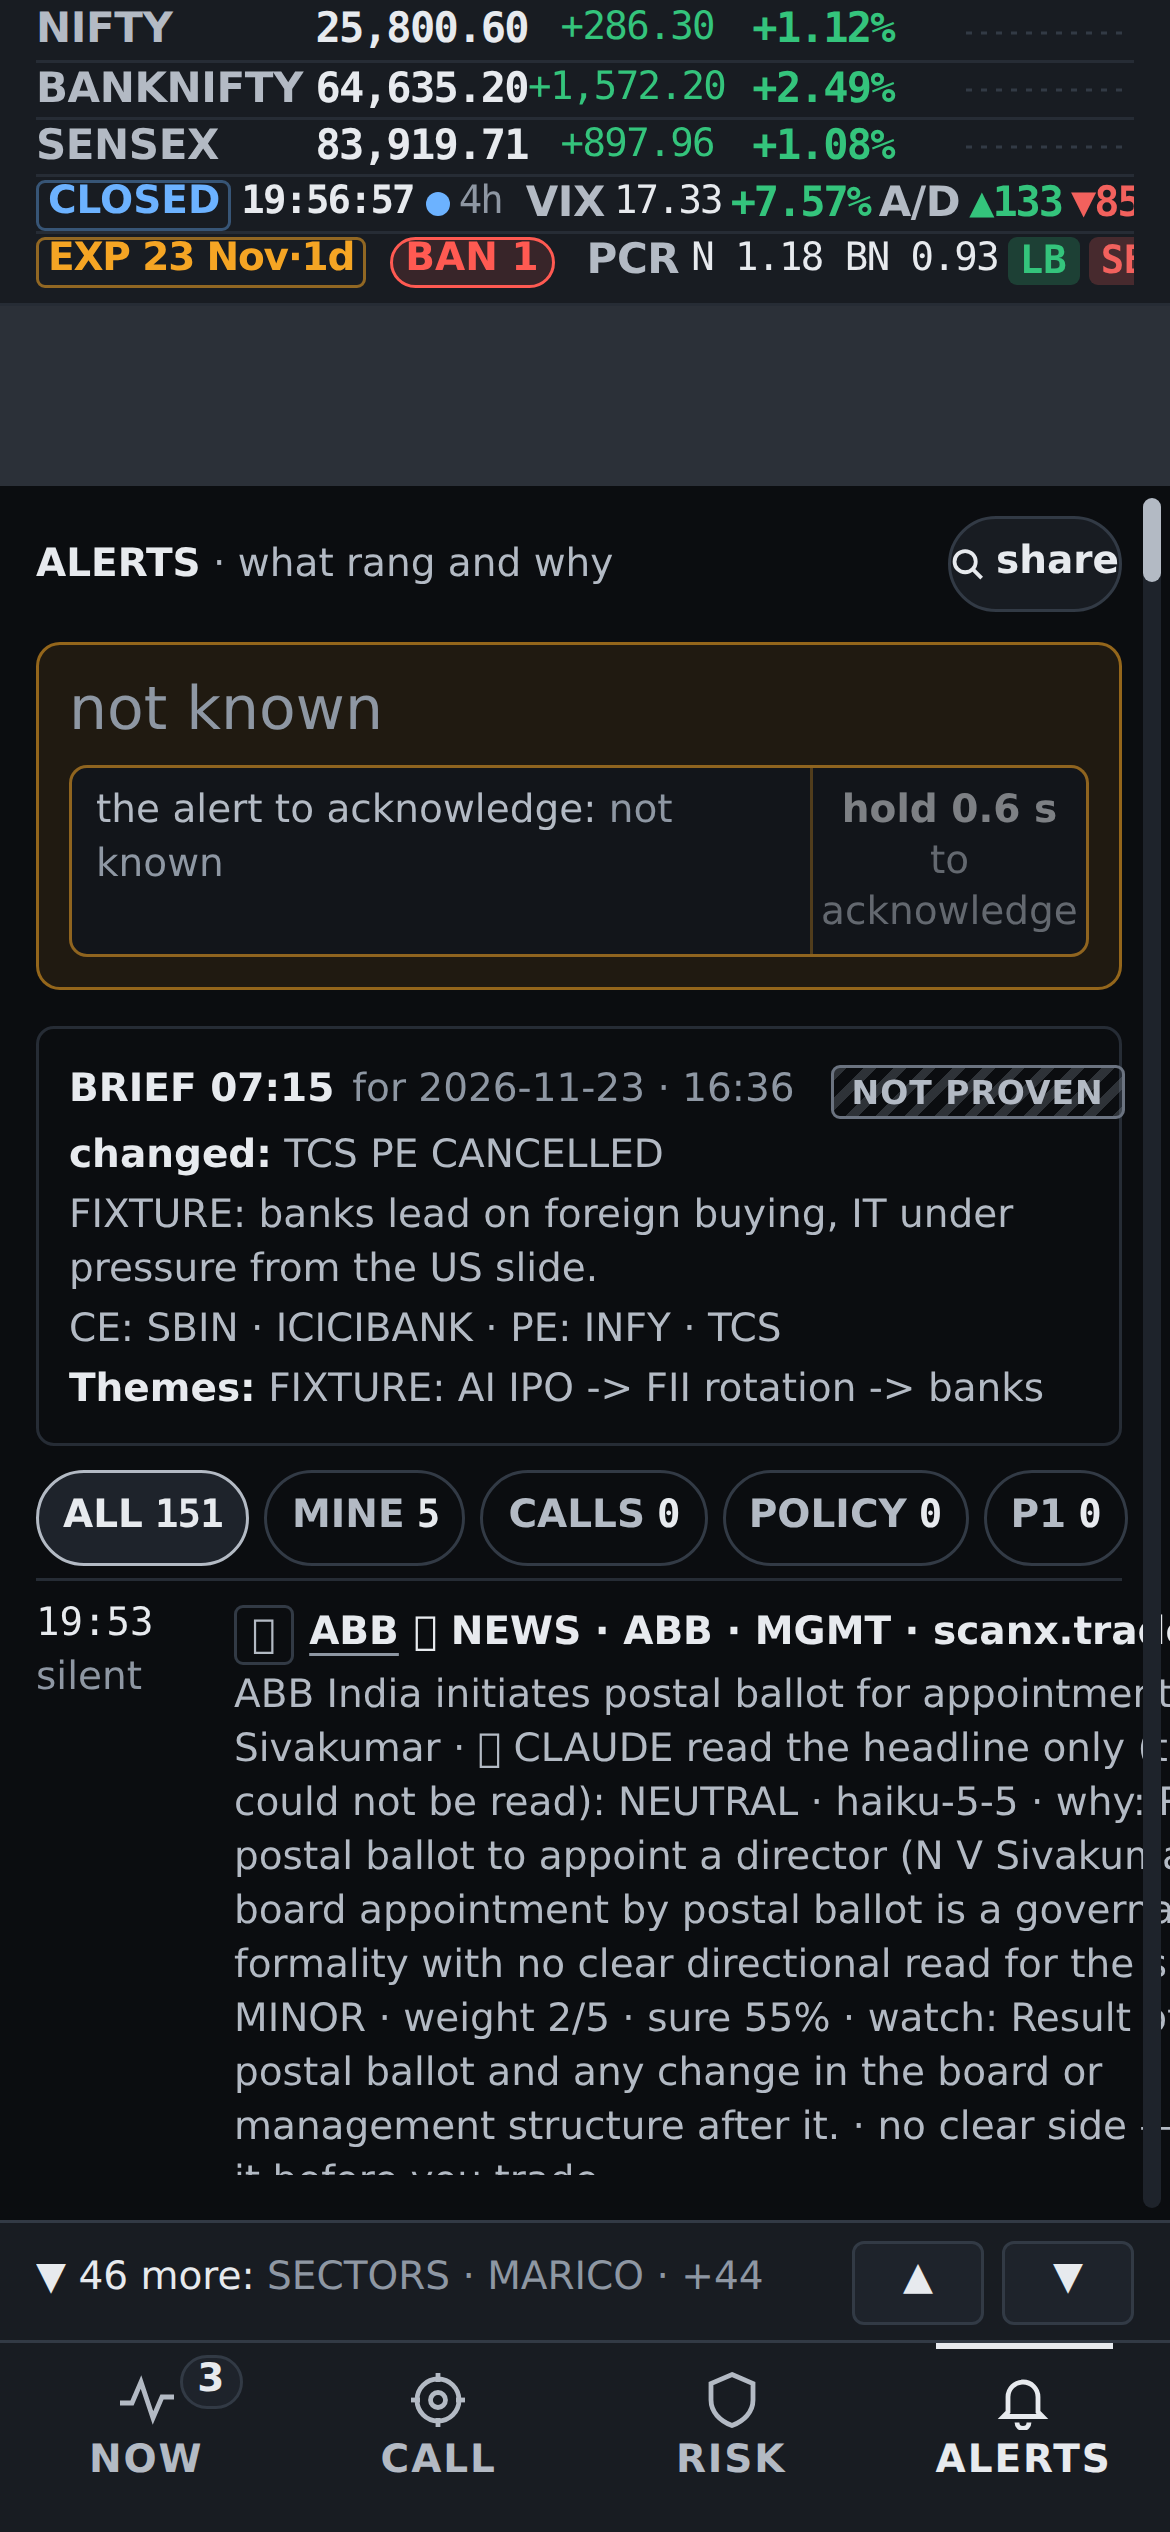 NIFTY 25,800.60 +286.30 +1.12%
BANKNIFTY 64,635.20 +1,572.20 +2.49%
SENSEX 83,919.71 +897.96 +1.08%
CLOSED 19:56:57 ● 4h VIX 17.33 +7.57% A/D ▲133 ▼85
EXP 23 Nov·1d BAN 1 PCR N 1.18 BN 0.93 LB
ALERTS · what rang and why share
not known
the alert to acknowledge: not
known
hold 0.6 s
to
acknowledge
BRIEF 07:15 for 2026-11-23 · 16:36 NOT PROVEN
changed: TCS PE CANCELLED
FIXTURE: banks lead on foreign buying, IT under
pressure from the US slide.
CE: SBIN · ICICIBANK · PE: INFY · TCS
Themes: FIXTURE: AI IPO -> FII rotation -> banks
ALL 151 MINE 5 CALLS 0 POLICY 0 P1 0
19:53
silent
ABB NEWS · ABB · MGMT ·
ABB India initiates postal ballot for
Sivakumar · CLAUDE read the headline only
could not be read): NEUTRAL · haiku-5-5 · why:
postal ballot to appoint a director (N V
board appointment by postal ballot is a
formality with no clear directional read for the
MINOR · weight 2/5 · sure 55% · watch: Result
postal ballot and any change in the board or
management structure after it. · no clear side
▼ 46 more: SECTORS · MARICO · +44 ▲ ▼
3
NOW CALL RISK ALERTS